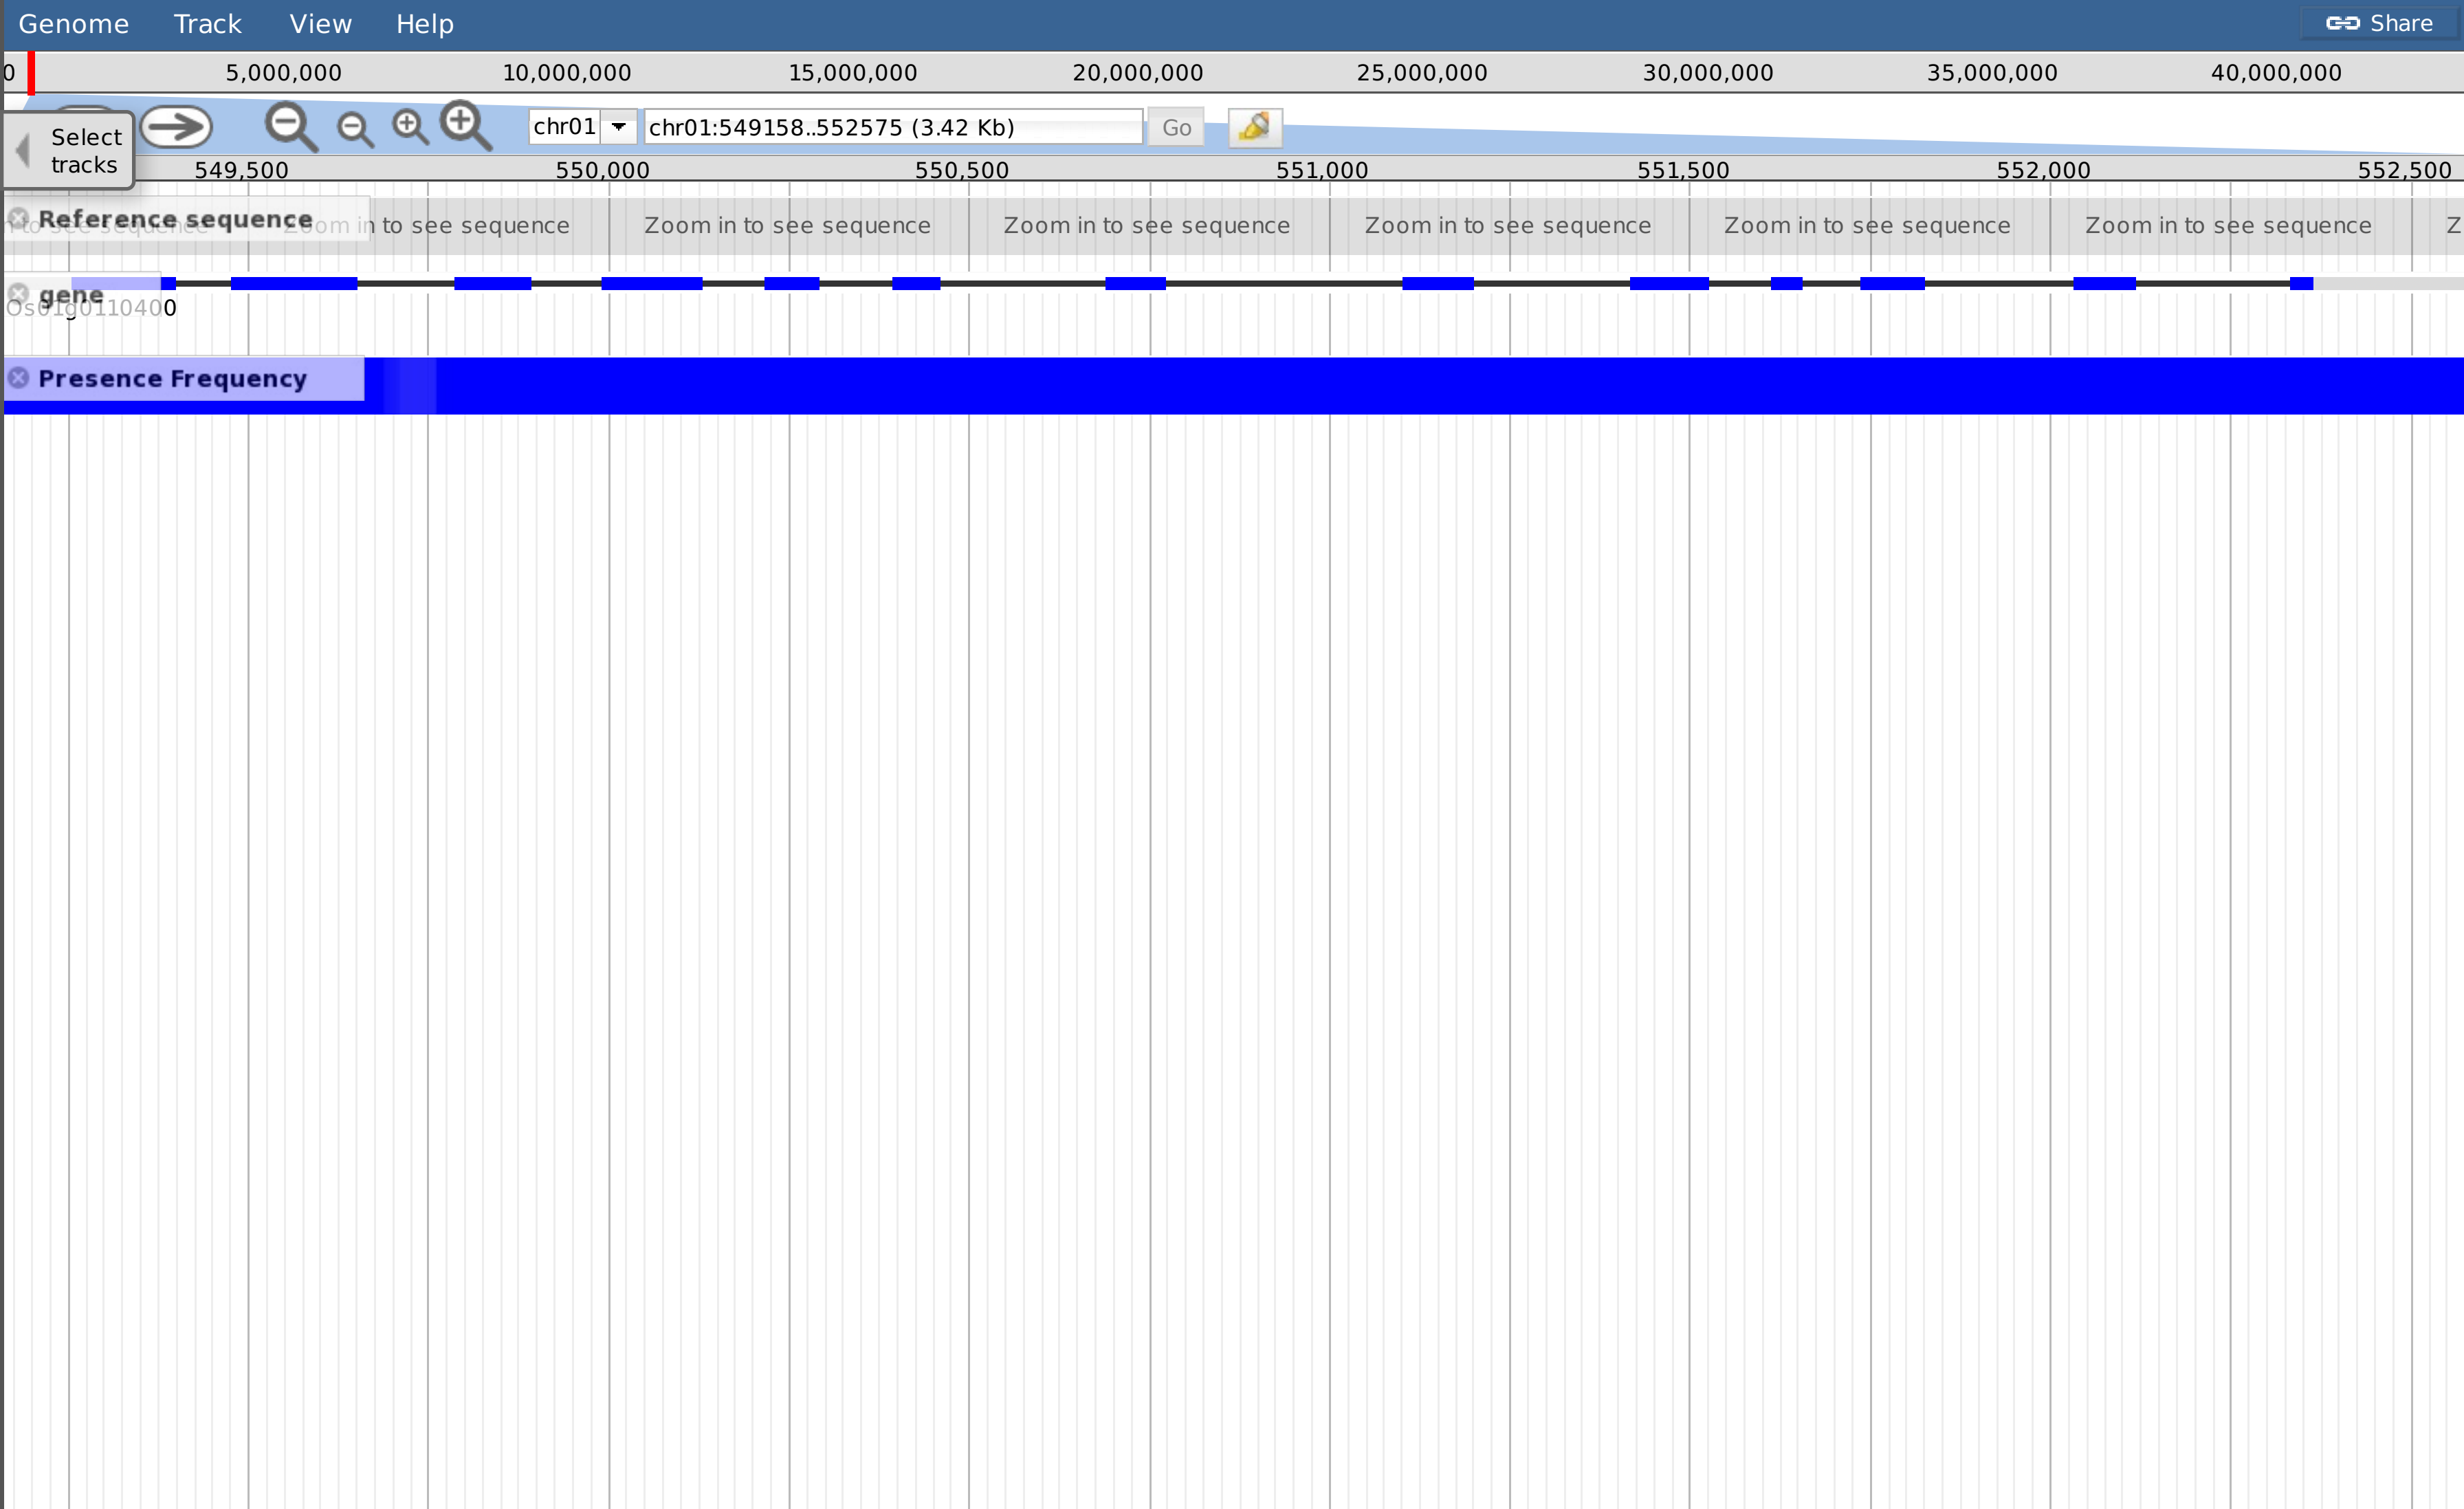 Genome Track View Help Share
0 5,000,000 10,000,000 15,000,000 20,000,000 25,000,000 30,000,000 35,000,000 40,000,000
Select
tracks
chr01 chr01:549158..552575 (3.42 Kb) Go
549,500 550,000 550,500 551,000 551,500 552,000 552,500
Reference sequence
n to see sequence Zoom in to see sequence Zoom in to see sequence Zoom in to see sequence Zoom in to see sequence Zoom in to see sequence Zoom in to see sequence Z
gene
Os01g0110400
Presence Frequency